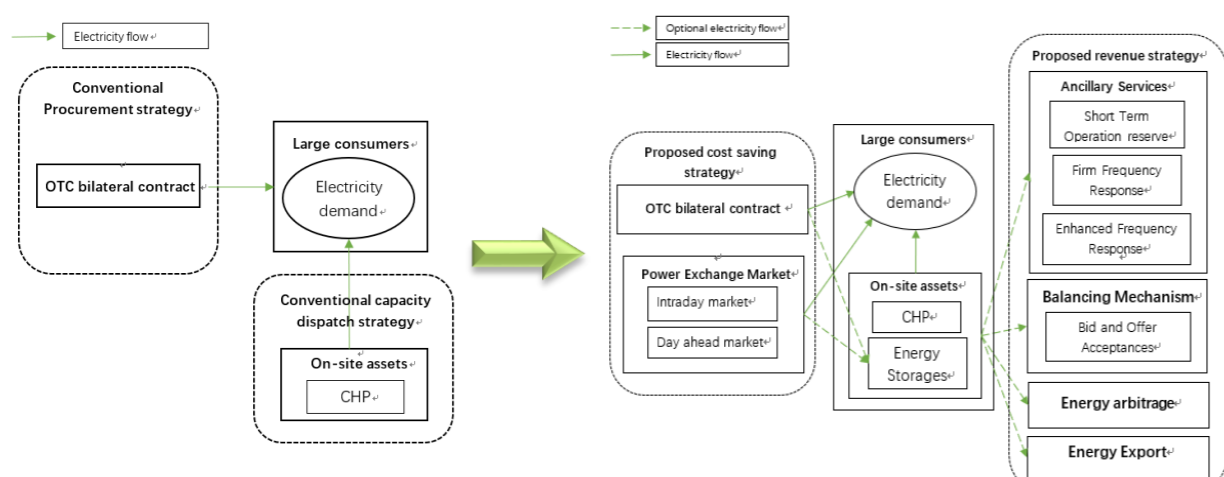 Electricity flow
Conventional
Procurement strategy
OTC bilateral contract
Large consumers
Electricity
demand
Conventional capacity
dispatch strategy
On-site assets
CHP
Optional electricity flow
Electricity flow
Proposed cost saving
strategy
OTC bilateral contract
Power Exchange Market
Intraday market
Day ahead market
Large consumers
Electricity
demand
On-site assets
CHP
Energy
Storages
Proposed revenue strategy
Ancillary Services
Short Term
Operation reserve
Firm Frequency
Response
Enhanced Frequency
Response
Balancing Mechanism
Bid and Offer
Acceptances
Energy arbitrage
Energy Export